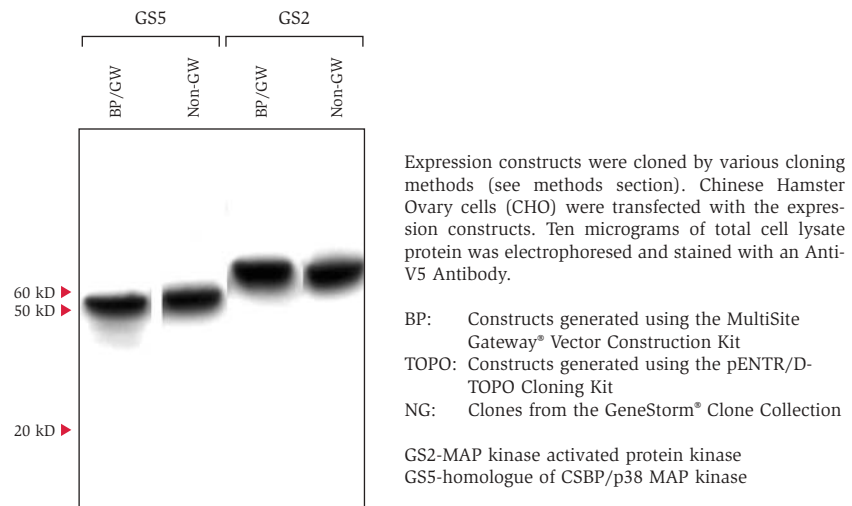 GS5 GS2
BP/GW Non-GW BP/GW Non-GW
60 kD
50 kD
20 kD
Expression constructs were cloned by various cloning
methods (see methods section). Chinese Hamster
Ovary cells (CHO) were transfected with the expres-
sion constructs. Ten micrograms of total cell lysate
protein was electrophoresed and stained with an Anti-
V5 Antibody.
BP: Constructs generated using the MultiSite
Gateway® Vector Construction Kit
TOPO: Constructs generated using the pENTR/D-
TOPO Cloning Kit
NG: Clones from the GeneStorm® Clone Collection
GS2-MAP kinase activated protein kinase
GS5-homologue of CSBP/p38 MAP kinase